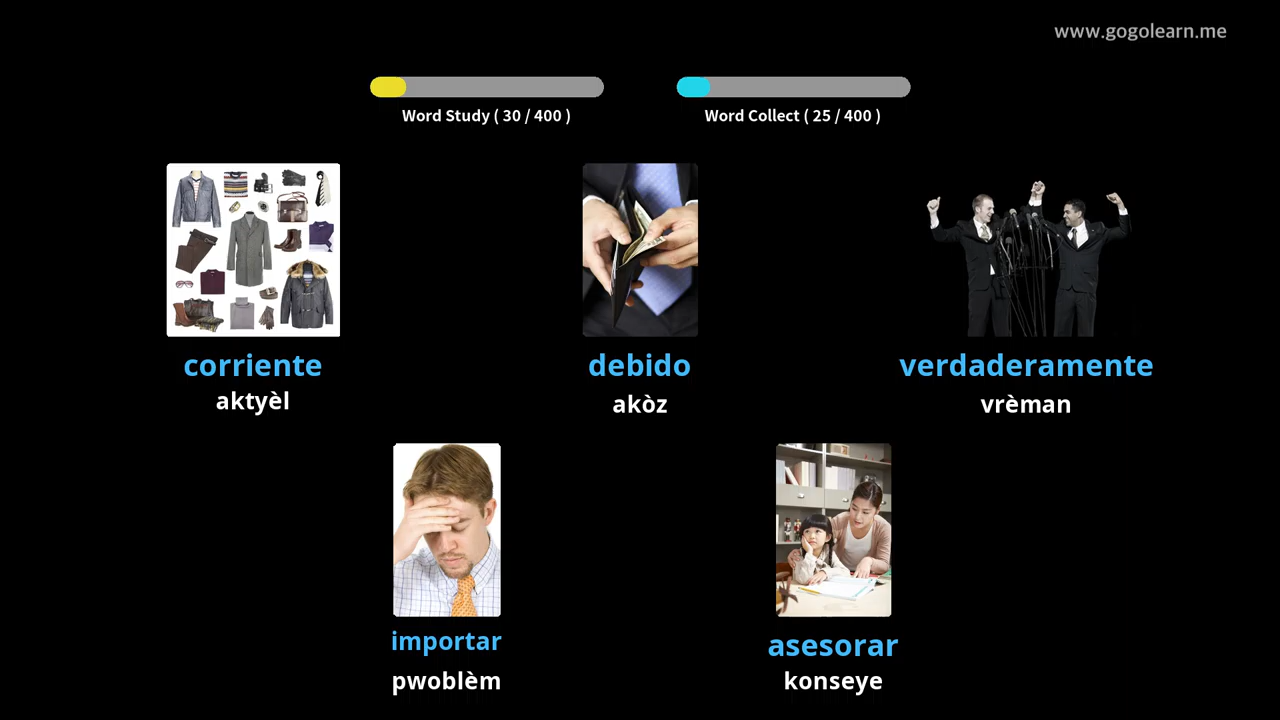 www.gogolearn.me
Word Study ( 30 / 400 )
Word Collect ( 25 / 400 )
corriente
aktyèl
debido
akòz
verdaderamente
vrèman
importar
pwoblèm
asesorar
konseye